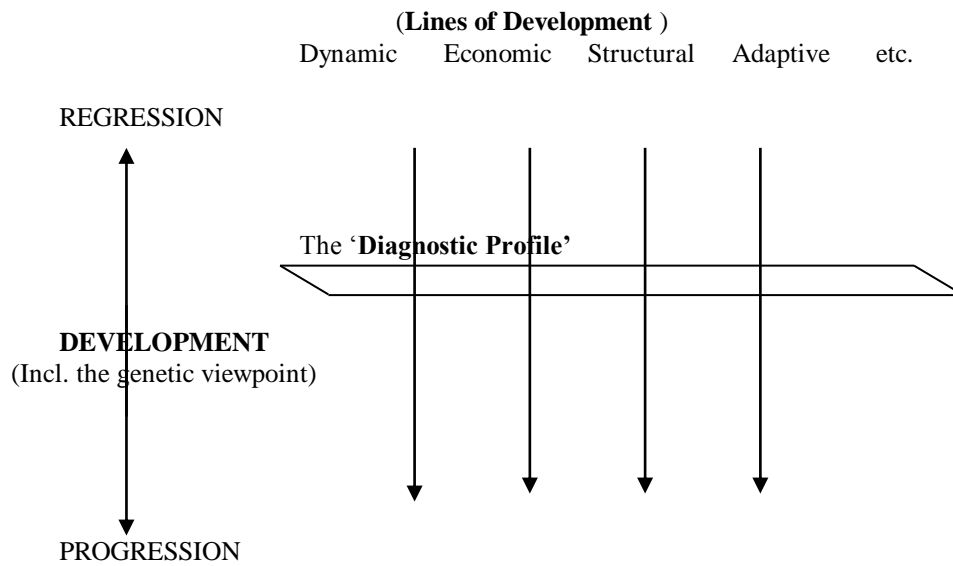 (Lines of Development )
Dynamic Economic Structural Adaptive etc.
REGRESSION
The ‘Diagnostic Profile’
DEVELOPMENT
(Incl. the genetic viewpoint)
PROGRESSION